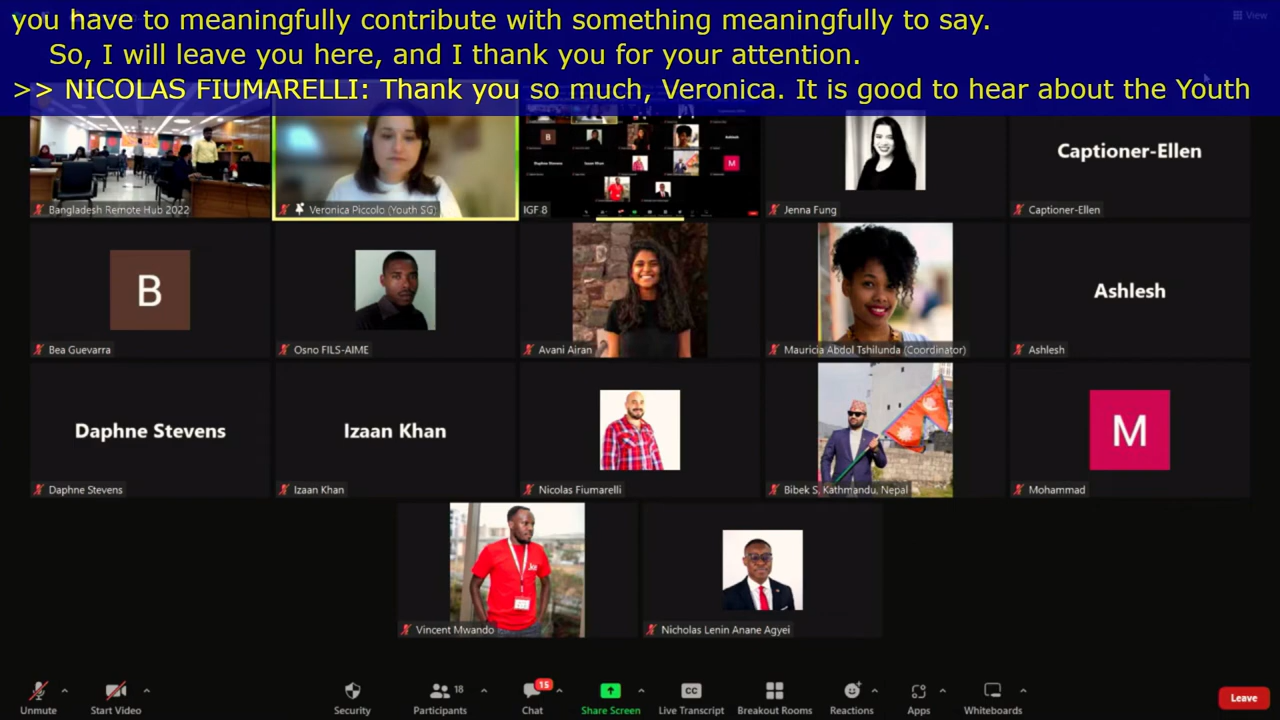 you have to meaningfully contribute with something meaningfully to say.
So, I will leave you here, and I thank you for your attention.
>> NICOLAS FIUMARELLI: Thank you so much, Veronica. It is good to hear about the Youth
View
Bangladesh Remote Hub 2022
Veronica Piccolo (Youth SG)
IGF 8
Jenna Fung
Captioner-Ellen
Captioner-Ellen
B
Bea Guevarra
Osno FILS-AIME
Avani Airan
Mauricia Abdol Tshilunda (Coordinator)
Ashlesh
Ashlesh
Daphne Stevens
Daphne Stevens
Izaan Khan
Izaan Khan
Nicolas Fiumarelli
Bibek S, Kathmandu, Nepal
M
Mohammad
Vincent Mwando
Nicholas Lenin Anane Agyei
Unmute
Start Video
Security
18
Participants
15
Chat
Share Screen
CC
Live Transcript
Breakout Rooms
Reactions
Apps
Whiteboards
Leave